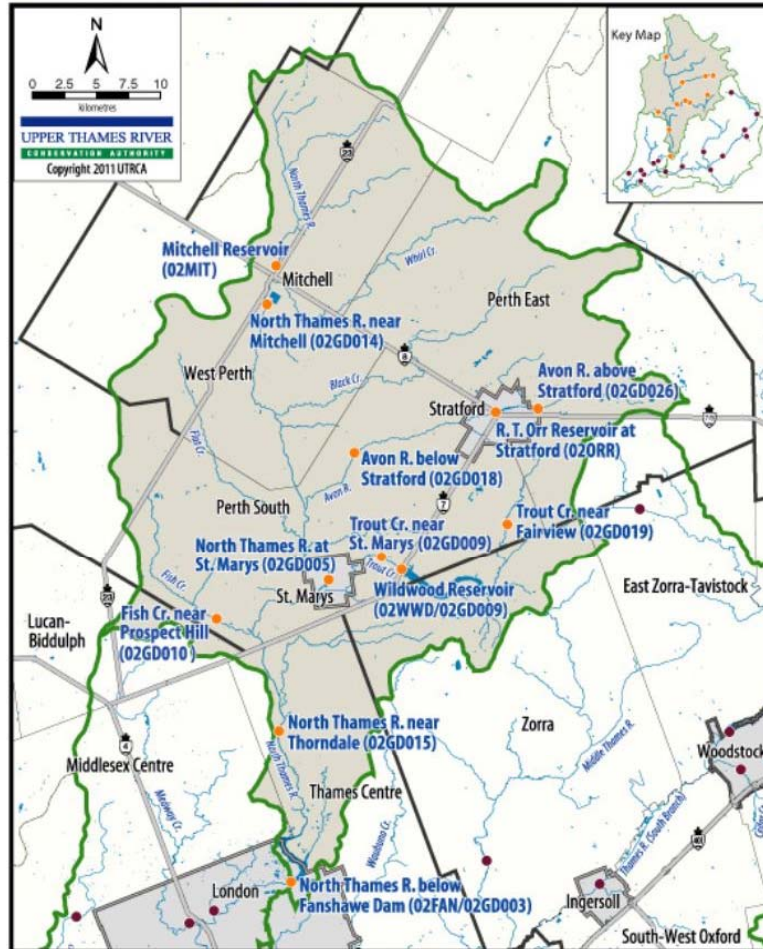 N
0 2.5 5 7.5 10
kilometres
UPPER THAMES RIVER
CONSERVATION AUTHORITY
Copyright 2011 UTRCA
Key Map
23
North Thames R.
Mitchell Reservoir
(02MIT)
Mitchell
Whirl Cr.
Perth East
North Thames R. near
Mitchell (02GD014)
8
West Perth
Black Cr.
Avon R. above
Stratford (02GD026)
Stratford
R. T. Orr Reservoir at
Stratford (02ORR)
Flat Cr.
Avon R. below
Stratford (02GD018)
Avon R.
7
Perth South
Trout Cr. near
St. Marys (02GD009)
Trout Cr. near
Fairview (02GD019)
North Thames R. at
St. Marys (02GD005)
Trout Cr.
Fish Cr.
St. Marys
Wildwood Reservoir
(02WWD/02GD009)
East Zorra-Tavistock
23
Lucan-
Biddulph
Fish Cr. near
Prospect Hill
(02GD010)
North Thames R. near
Thorndale (02GD015)
Zorra
4
Middlesex Centre
Middle Thames R.
Woodstock
North Thames R.
Thames Centre
Medway Cr.
Waubuno Cr.
Thames R. (South Branch)
401
London
North Thames R. below
Fanshawe Dam (02FAN/02GD003)
Ingersoll
South-West Oxford